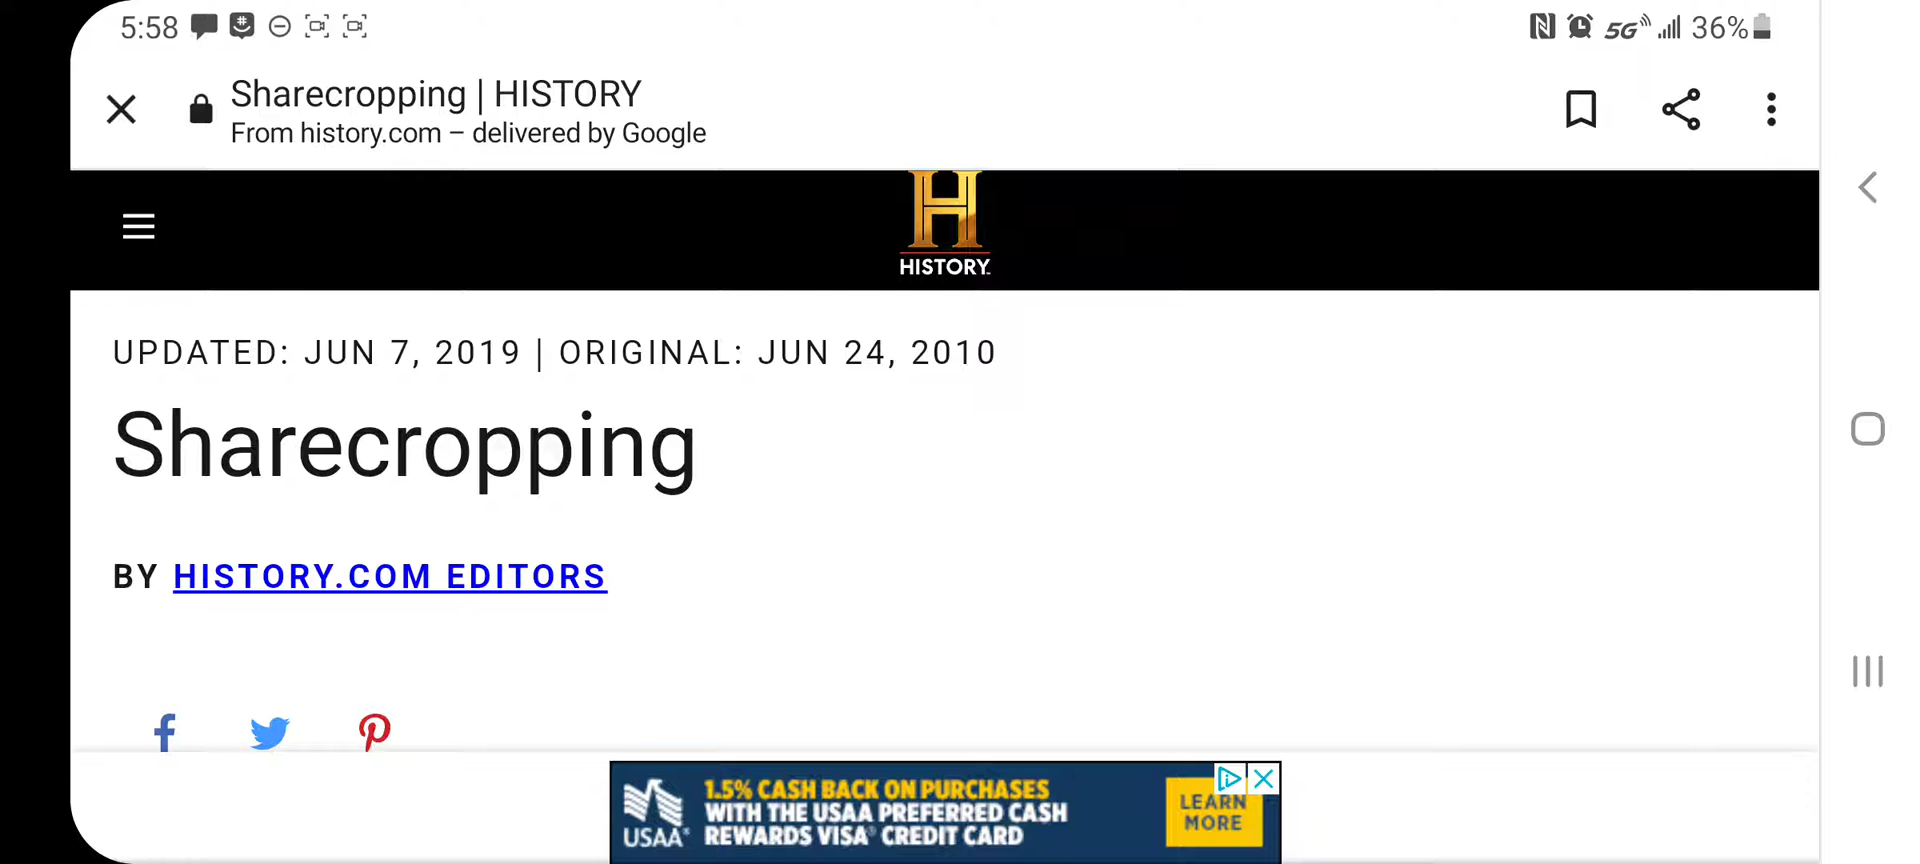 5:58 5G 36%
Sharecropping | HISTORY
From history.com – delivered by Google
H
HISTORY
UPDATED: JUN 7, 2019 | ORIGINAL: JUN 24, 2010
Sharecropping
BY HISTORY.COM EDITORS
1.5% CASH BACK ON PURCHASES
WITH THE USAA PREFERRED CASH
REWARDS VISA® CREDIT CARD
USAA®
LEARN
MORE